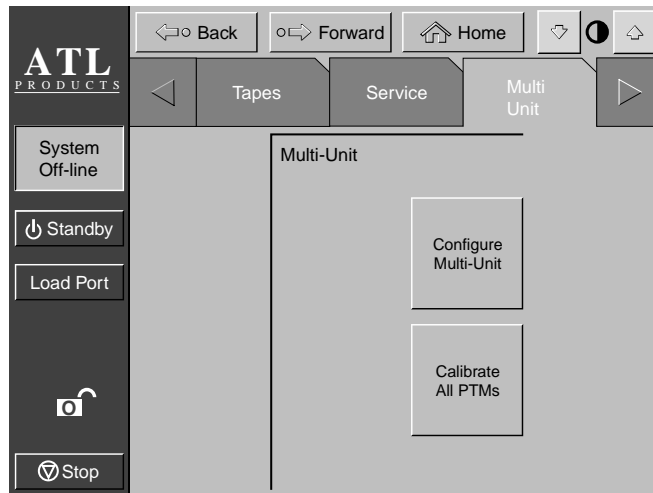 Back
Forward
Home
ATL
PRODUCTS
Tapes
Service
Multi
Unit
System
Off-line
Multi-Unit
Standby
Configure
Multi-Unit
Load Port
Calibrate
All PTMs
Stop